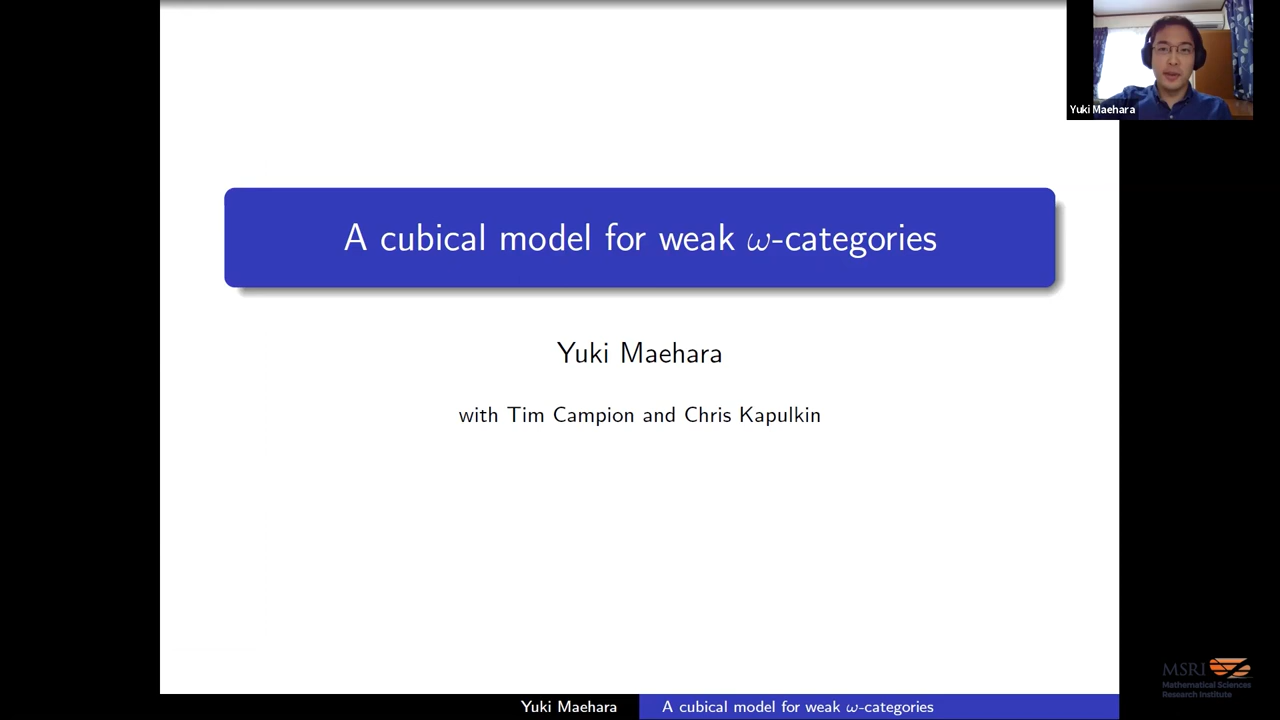 Yuki Maehara
A cubical model for weak ω-categories
Yuki Maehara
with Tim Campion and Chris Kapulkin
MSRI
Mathematical Sciences
Research Institute
Yuki Maehara
A cubical model for weak ω-categories